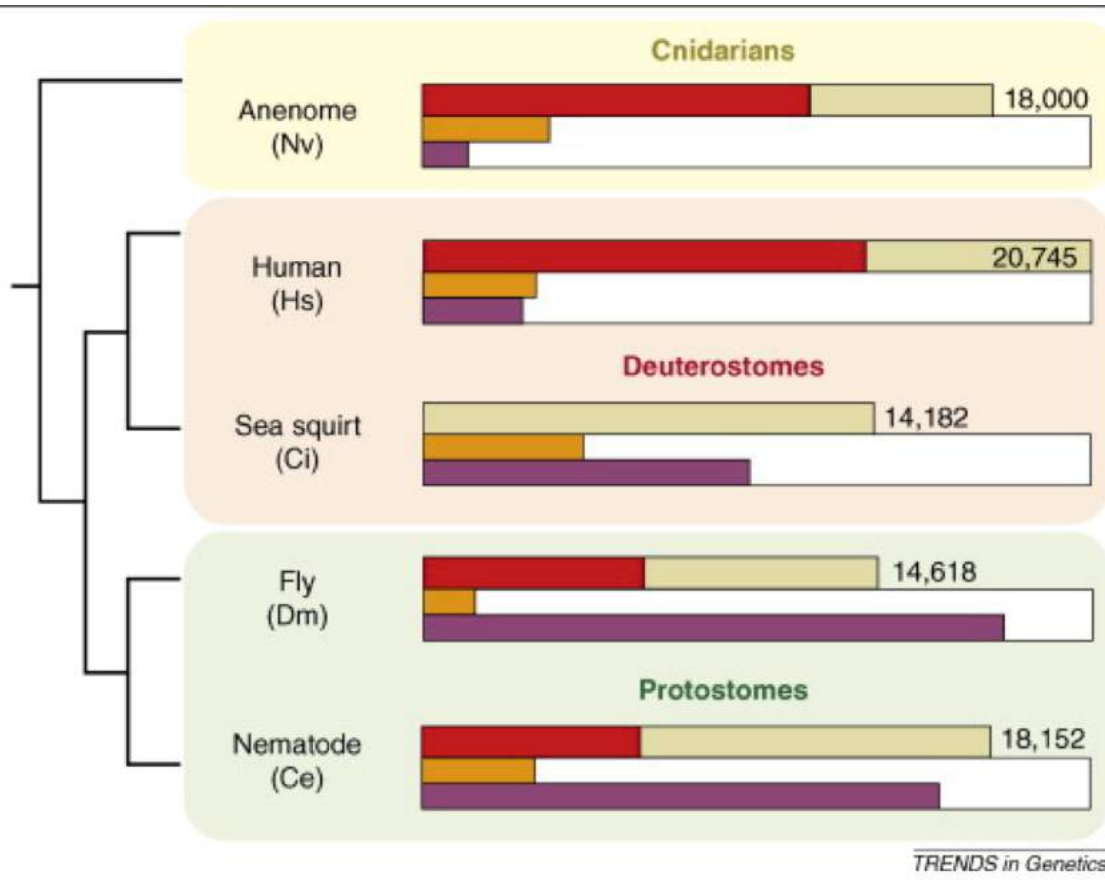 Cnidarians
Anenome
(Nv)
18,000
Human
(Hs)
20,745
Deuterostomes
Sea squirt
(Ci)
14,182
Fly
(Dm)
14,618
Protostomes
Nematode
(Ce)
18,152
TRENDS in Genetics